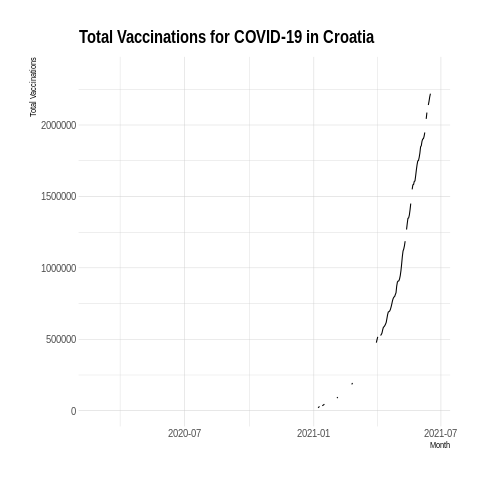 Total Vaccinations for COVID-19 in Croatia
Total Vaccinations
2000000
1500000
1000000
500000
0
2020-07
2021-01
2021-07
Month